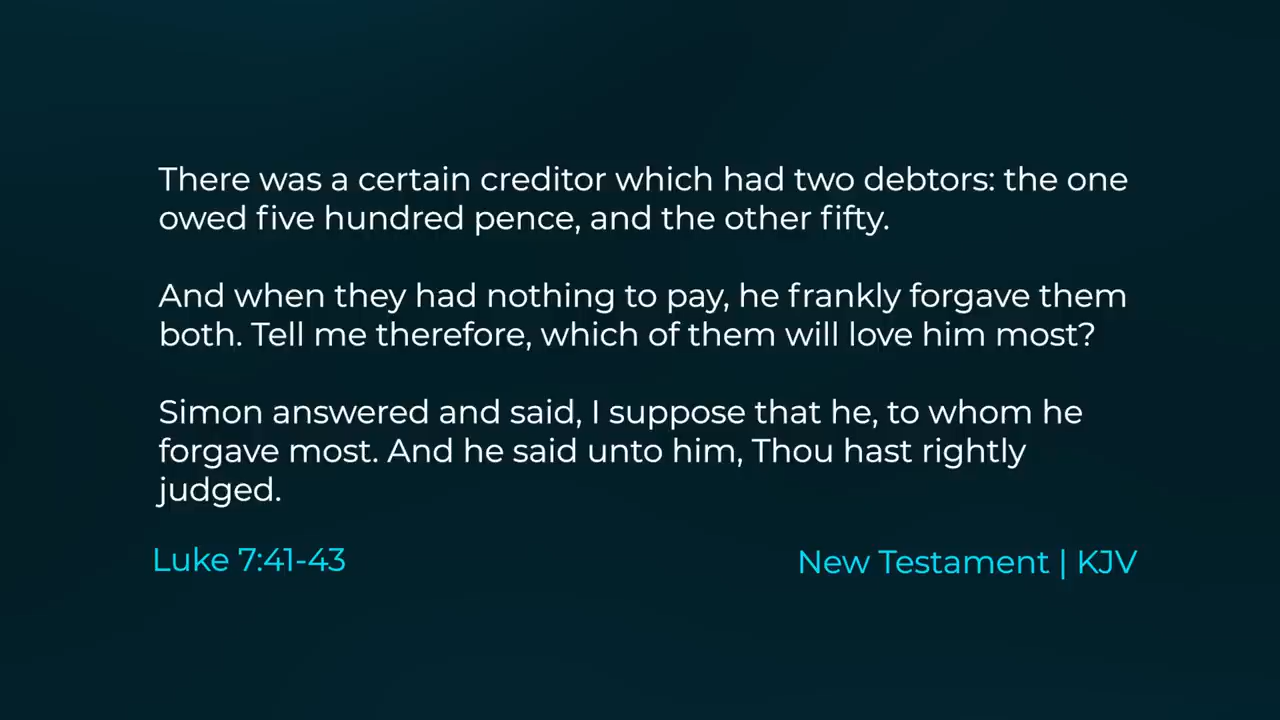 There was a certain creditor which had two debtors: the one
owed five hundred pence, and the other fifty.
And when they had nothing to pay, he frankly forgave them
both. Tell me therefore, which of them will love him most?
Simon answered and said, I suppose that he, to whom he
forgave most. And he said unto him, Thou hast rightly
judged.
Luke 7:41-43
New Testament | KJV